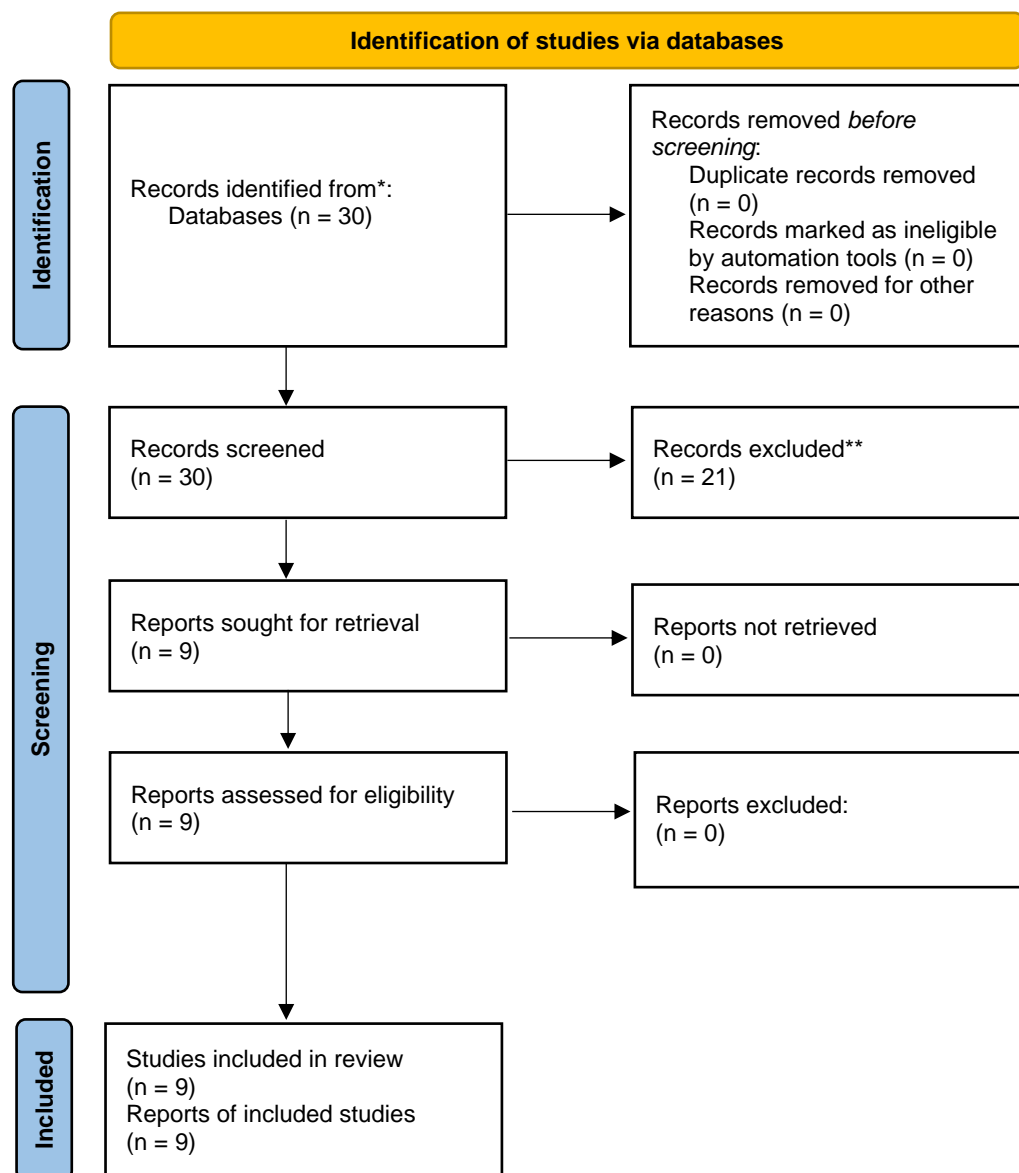 Identification of studies via databases
Identification
Records identified from*:
Databases (n = 30)
Records removed before
screening:
Duplicate records removed
(n = 0)
Records marked as ineligible
by automation tools (n = 0)
Records removed for other
reasons (n = 0)
Screening
Records screened
(n = 30)
Records excluded**
(n = 21)
Reports sought for retrieval
(n = 9)
Reports not retrieved
(n = 0)
Reports assessed for eligibility
(n = 9)
Reports excluded:
(n = 0)
Included
Studies included in review
(n = 9)
Reports of included studies
(n = 9)